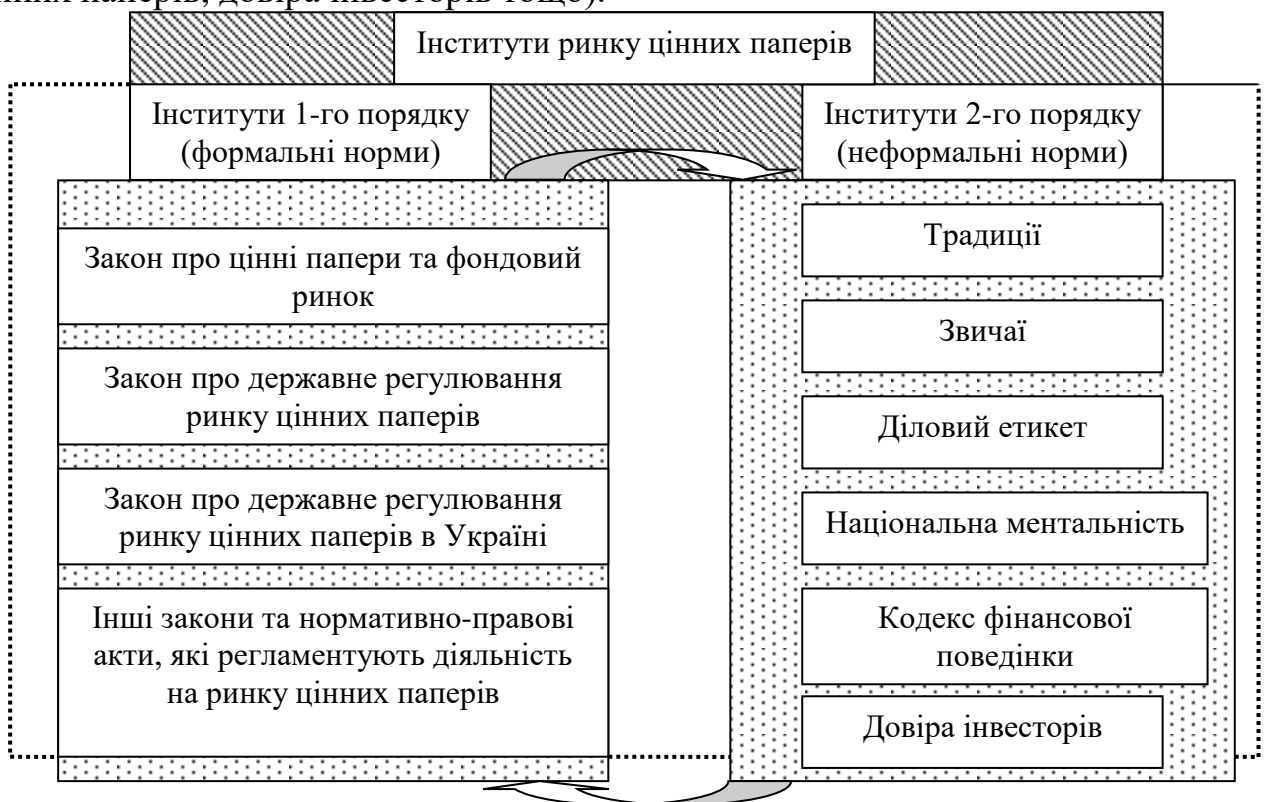 нних паперів, довіра інвесторів тощо).
Інститути ринку цінних паперів
Інститути 1-го порядку
(формальні норми)
Інститути 2-го порядку
(неформальні норми)
Закон про цінні папери та фондовий
ринок
Закон про державне регулювання
ринку цінних паперів
Закон про державне регулювання
ринку цінних паперів в Україні
Інші закони та нормативно-правові
акти, які регламентують діяльність
на ринку цінних паперів
Традиції
Звичаї
Діловий етикет
Національна ментальність
Кодекс фінансової
поведінки
Довіра інвесторів